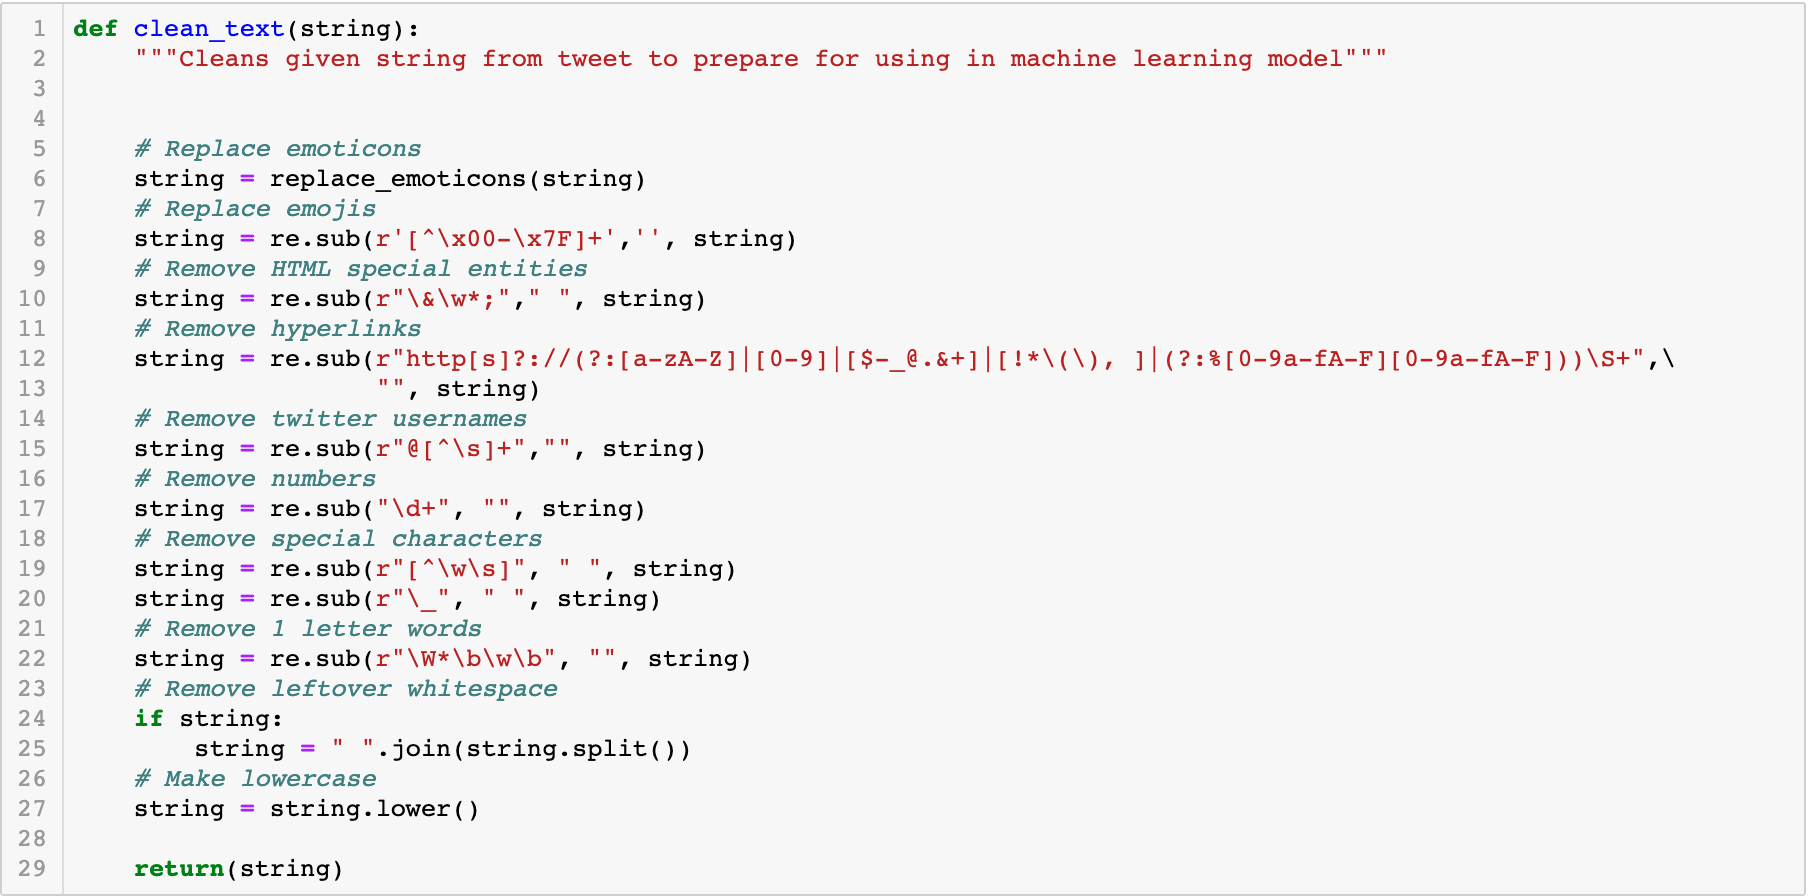 1 def clean_text(string):
2     """Cleans given string from tweet to prepare for using in machine learning model"""
3
4
5     # Replace emoticons
6     string = replace_emoticons(string)
7     # Replace emojis
8     string = re.sub(r'[^\x00-\x7F]+','', string)
9     # Remove HTML special entities
10     string = re.sub(r"\&\w*;"," ", string)
11     # Remove hyperlinks
12     string = re.sub(r"http[s]?://(?:[a-zA-Z]|[0-9]|[$-_@.&+]|[!*\(\), ]|(?:%[0-9a-fA-F][0-9a-fA-F]))\S+",\
13                     "", string)
14     # Remove twitter usernames
15     string = re.sub(r"@[^\s]+","", string)
16     # Remove numbers
17     string = re.sub("\d+", "", string)
18     # Remove special characters
19     string = re.sub(r"[^\w\s]", " ", string)
20     string = re.sub(r"\_", " ", string)
21     # Remove 1 letter words
22     string = re.sub(r"\W*\b\w\b", "", string)
23     # Remove leftover whitespace
24     if string:
25         string = " ".join(string.split())
26     # Make lowercase
27     string = string.lower()
28
29     return(string)